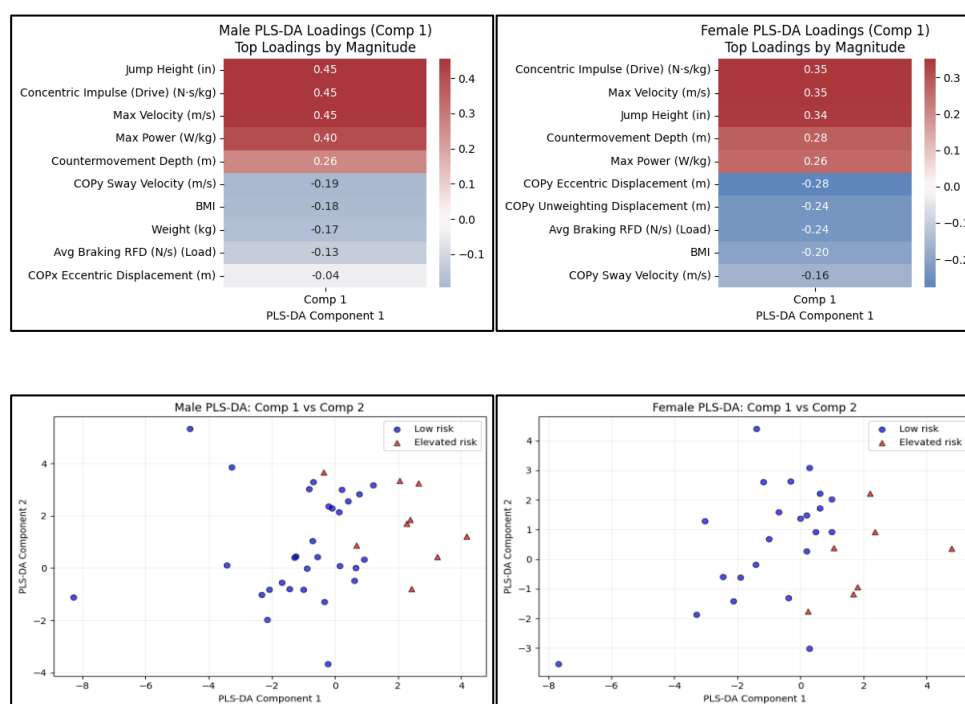 Male PLS-DA Loadings (Comp 1)
Top Loadings by Magnitude
Jump Height (in) 0.45
Concentric Impulse (Drive) (N·s/kg) 0.45
Max Velocity (m/s) 0.45
Max Power (W/kg) 0.40
Countermovement Depth (m) 0.26
COPy Sway Velocity (m/s) -0.19
BMI -0.18
Weight (kg) -0.17
Avg Braking RFD (N/s) (Load) -0.13
COPx Eccentric Displacement (m) -0.04
Comp 1
PLS-DA Component 1
0.4
0.3
0.2
0.1
0.0
-0.1
Female PLS-DA Loadings (Comp 1)
Top Loadings by Magnitude
Concentric Impulse (Drive) (N·s/kg) 0.35
Max Velocity (m/s) 0.35
Jump Height (in) 0.34
Countermovement Depth (m) 0.28
Max Power (W/kg) 0.26
COPy Eccentric Displacement (m) -0.28
COPy Unweighting Displacement (m) -0.24
Avg Braking RFD (N/s) (Load) -0.24
BMI -0.20
COPy Sway Velocity (m/s) -0.16
Comp 1
PLS-DA Component 1
0.3
0.2
0.1
0.0
-0.1
-0.2
Male PLS-DA: Comp 1 vs Comp 2
Low risk
Elevated risk
PLS-DA Component 2
4
2
0
−2
−4
−8 −6 −4 −2 0 2 4
PLS-DA Component 1
Female PLS-DA: Comp 1 vs Comp 2
Low risk
Elevated risk
PLS-DA Component 2
4
3
2
1
0
−1
−2
−3
−8 −6 −4 −2 0 2 4
PLS-DA Component 1